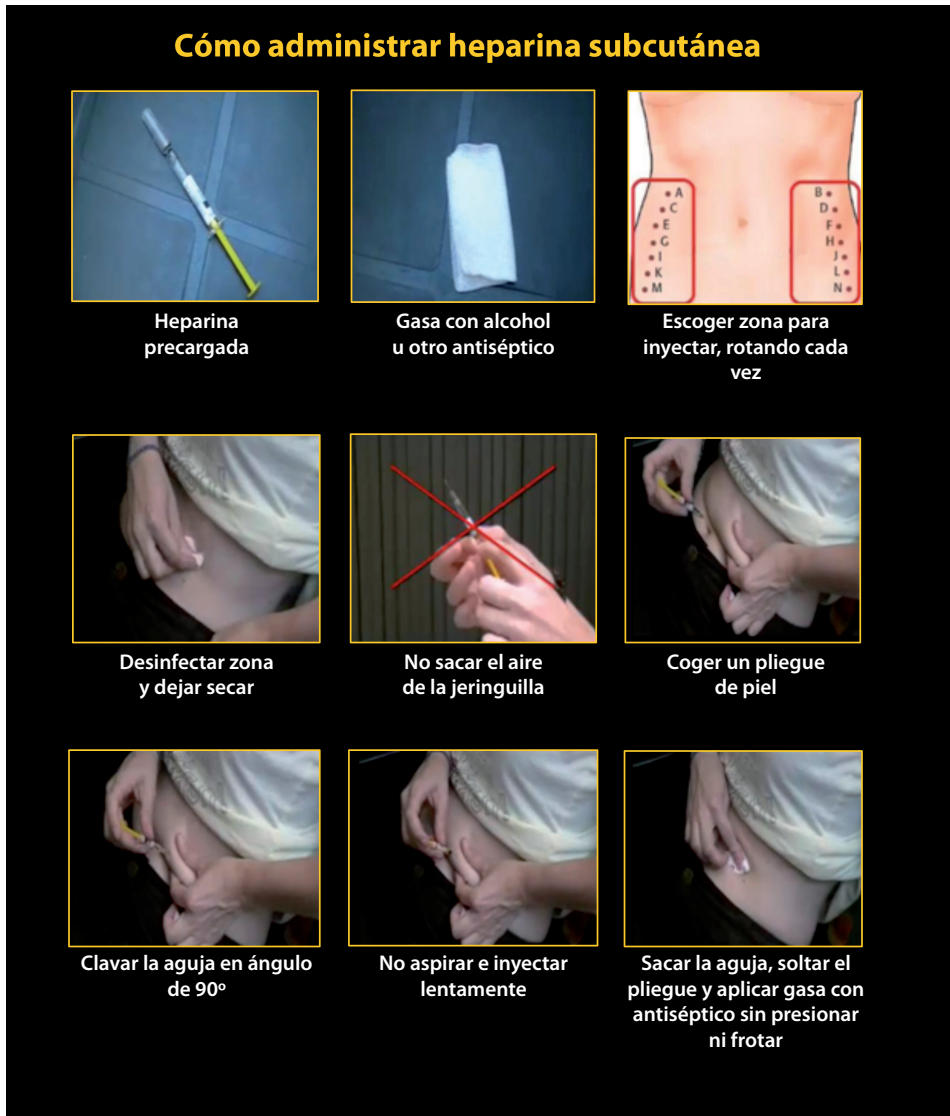 Cómo administrar heparina subcutánea
Heparina
precargada
Gasa con alcohol
u otro antiséptico
A
C
E
G
I
K
M
B
D
F
H
J
L
N
Escoger zona para
inyectar, rotando cada
vez
Desinfectar zona
y dejar secar
No sacar el aire
de la jeringuilla
Coger un pliegue
de piel
Clavar la aguja en ángulo
de 90º
No aspirar e inyectar
lentamente
Sacar la aguja, soltar el
pliegue y aplicar gasa con
antiséptico sin presionar
ni frotar